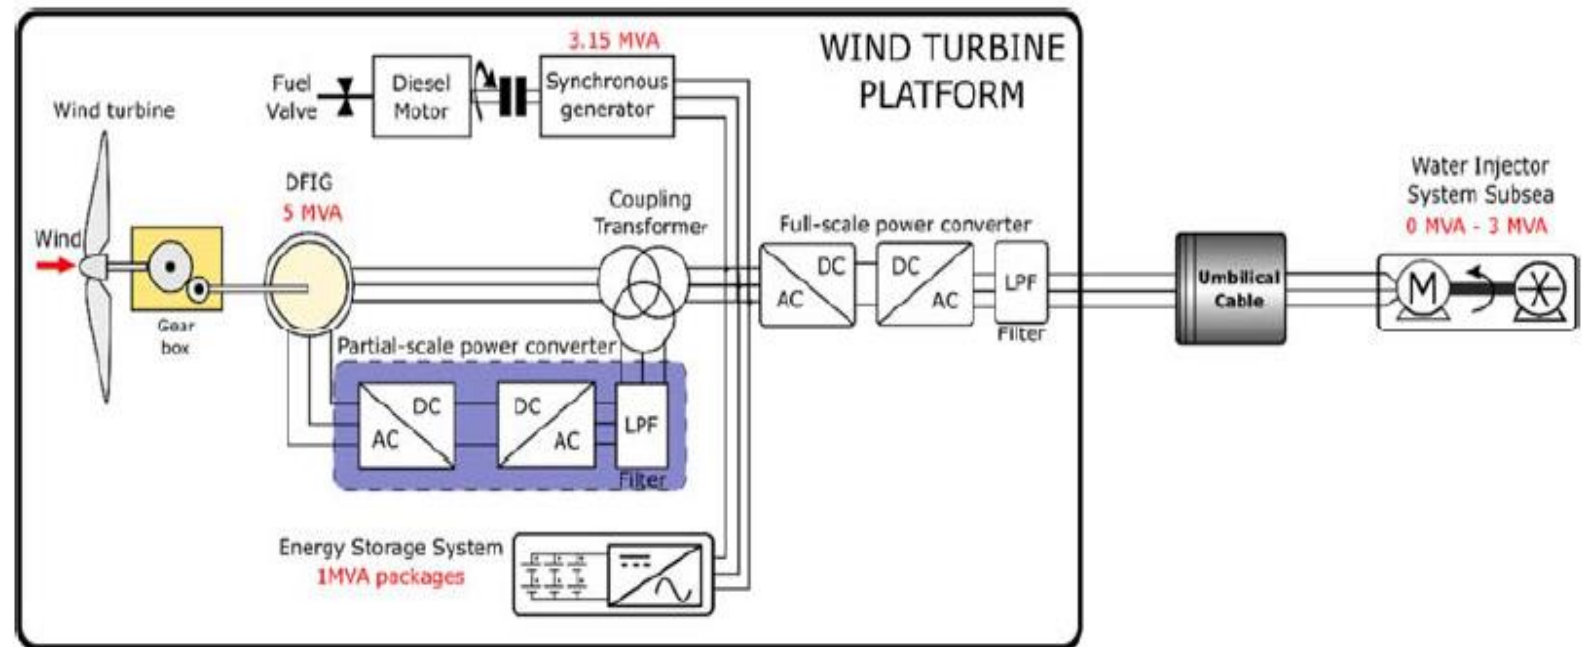 WIND TURBINE
PLATFORM
3.15 MVA
Fuel
Valve
Diesel
Motor
Synchronous
generator
Wind turbine
Wind
Gear
box
DFIG
5 MVA
Coupling
Transformer
Full-scale power converter
DC
AC
DC
AC
LPF
Filter
Umbilical
Cable
Water Injector
System Subsea
0 MVA - 3 MVA
M
Partial-scale power converter
DC
AC
DC
AC
LPF
Filter
Energy Storage System
1MVA packages